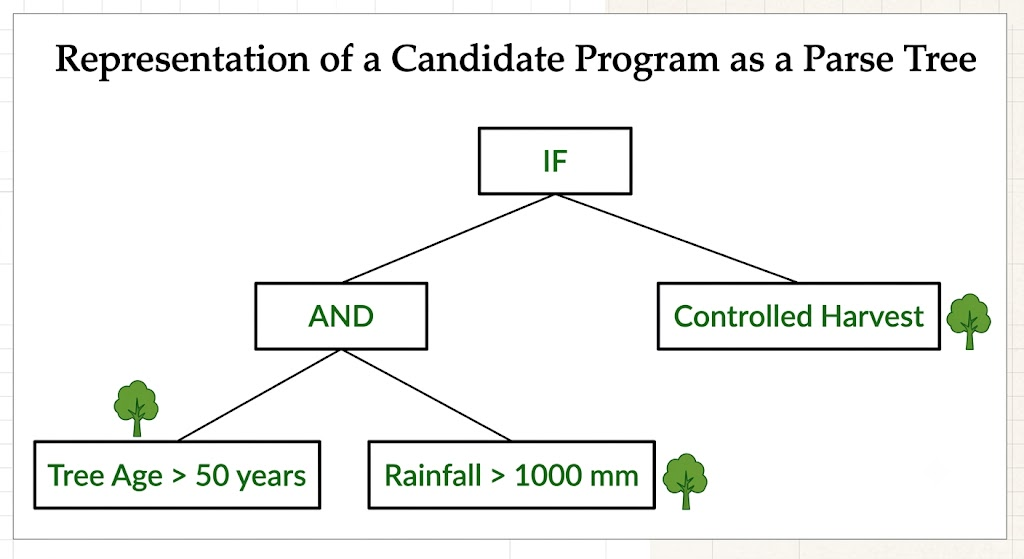 Representation of a Candidate Program as a Parse Tree
IF
AND
Controlled Harvest
Tree Age > 50 years
Rainfall > 1000 mm